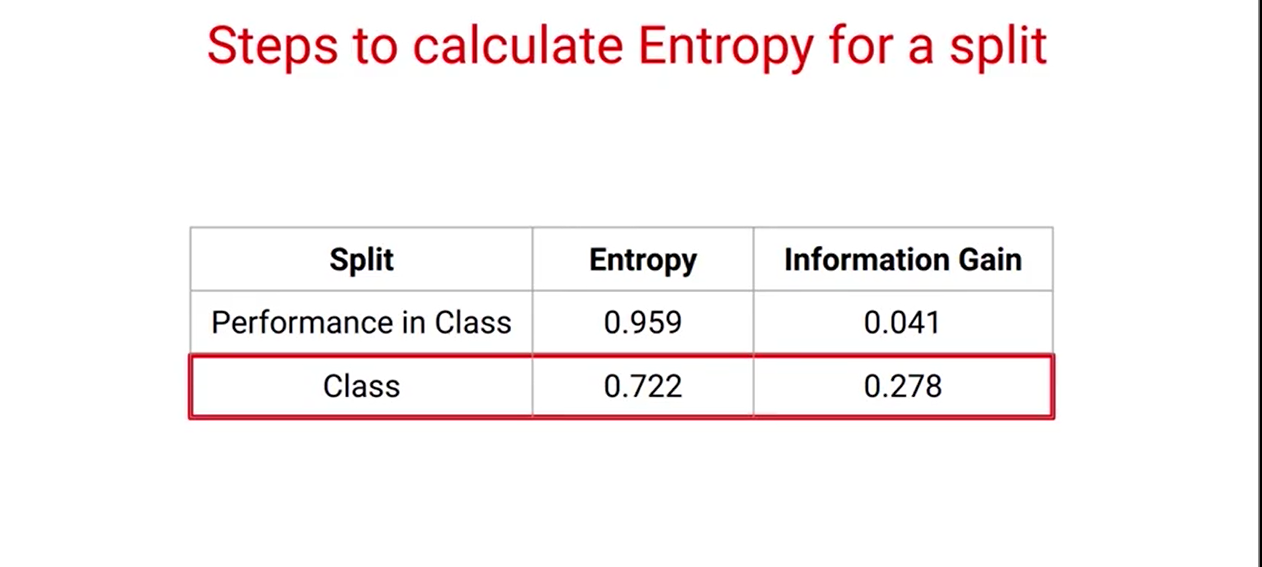 Steps to calculate Entropy for a split
Split Entropy Information Gain
Performance in Class 0.959 0.041
Class 0.722 0.278